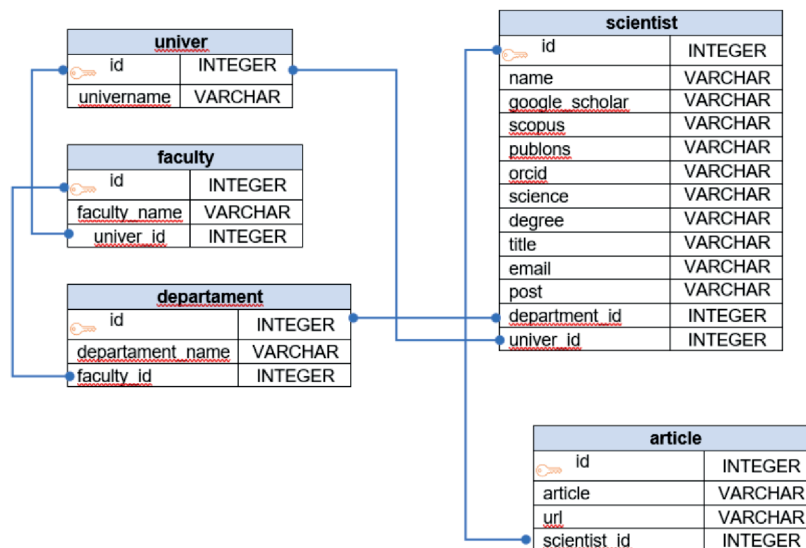 univer
id INTEGER
univername VARCHAR
faculty
id INTEGER
faculty_name VARCHAR
univer_id INTEGER
departament
id INTEGER
departament_name VARCHAR
faculty_id INTEGER
scientist
id INTEGER
name VARCHAR
google_scholar VARCHAR
scopus VARCHAR
publons VARCHAR
orcid VARCHAR
science VARCHAR
degree VARCHAR
title VARCHAR
email VARCHAR
post VARCHAR
department_id INTEGER
univer_id INTEGER
article
id INTEGER
article VARCHAR
url VARCHAR
scientist_id INTEGER